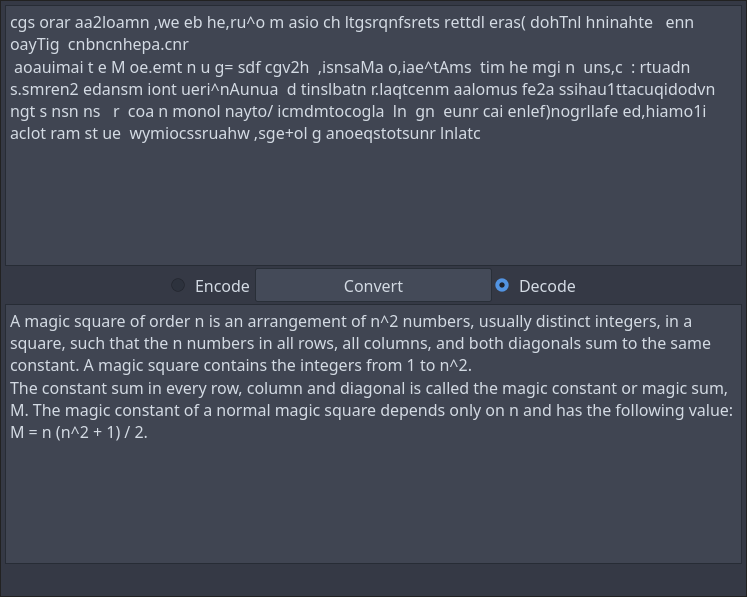 cgs orar aa2loamn ,we eb he,ru^o m asio ch ltgsrqnfsrets rettdl eras( dohTnl hninahte   enn
oayTig  cnbncnhepa.cnr
 aoauimai t e M oe.emt n u g= sdf cgv2h  ,isnsaMa o,iae^tAms  tim he mgi n  uns,c  : rtuadn
s.smren2 edansm iont ueri^nAunua  d tinslbatn r.laqtcenm aalomus fe2a ssihau1ttacuqidodvn
ngt s nsn ns   r  coa n monol nayto/ icmdmtocogla  ln  gn  eunr cai enlef)nogrllafe ed,hiamo1i
aclot ram st ue  wymiocssruahw ,sge+ol g anoeqstotsunr lnlatc
Encode Convert Decode
A magic square of order n is an arrangement of n^2 numbers, usually distinct integers, in a
square, such that the n numbers in all rows, all columns, and both diagonals sum to the same
constant. A magic square contains the integers from 1 to n^2.
The constant sum in every row, column and diagonal is called the magic constant or magic sum,
M. The magic constant of a normal magic square depends only on n and has the following value:
M = n (n^2 + 1) / 2.